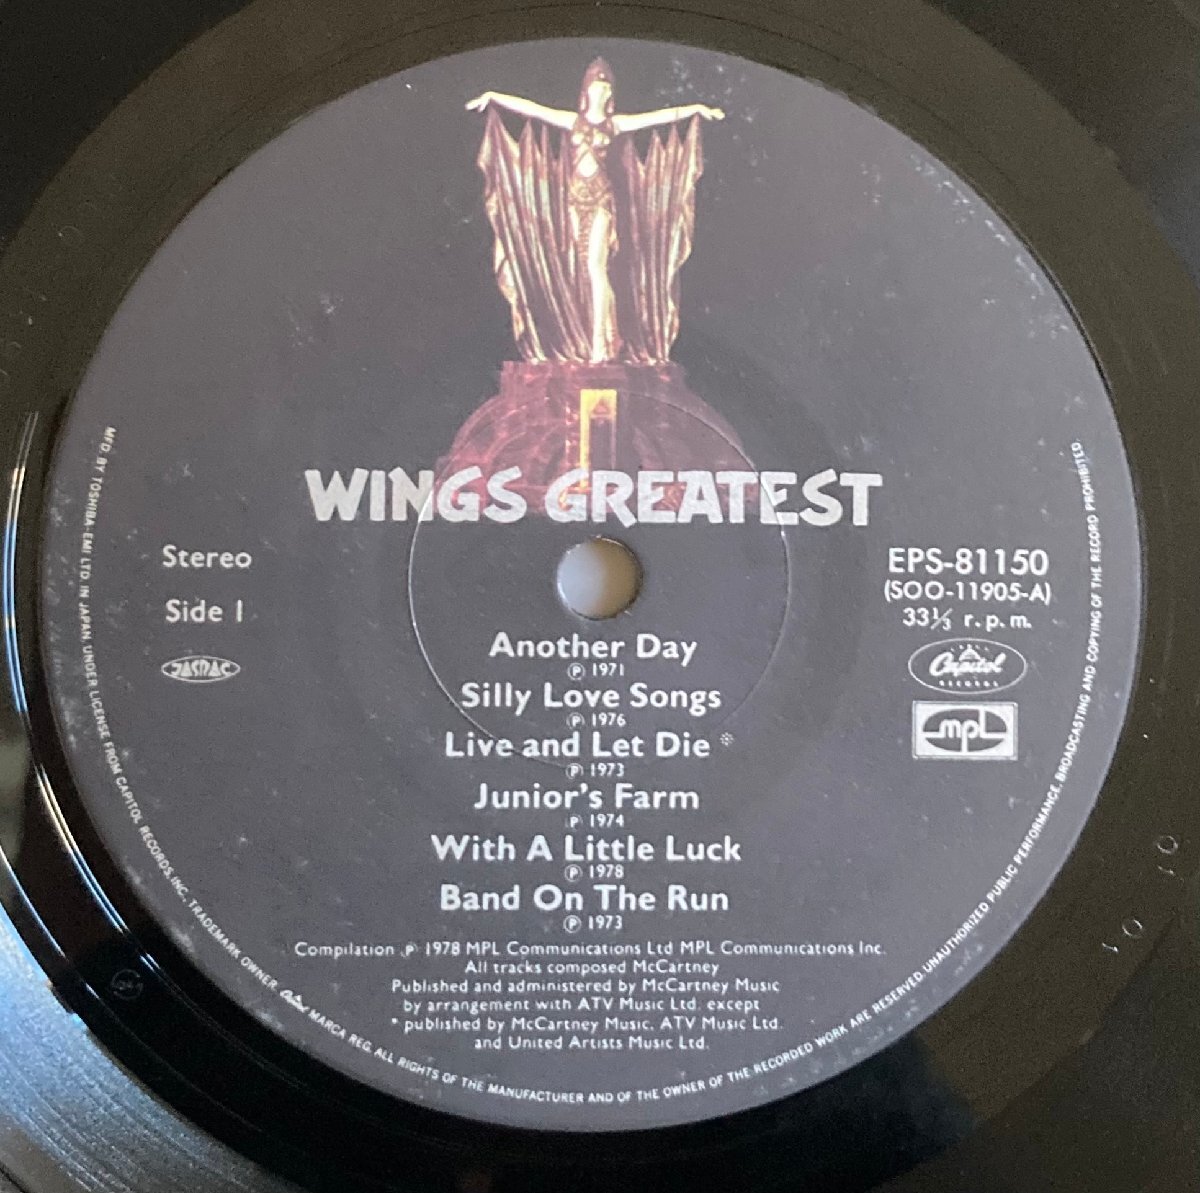 WINGS GREATEST
Stereo
Side 1
JASRAC
EPS-81150
(SOO-11905-A)
33⅓ r.p.m.
Capitol
RECORDS
mpl
Another Day
℗ 1971
Silly Love Songs
℗ 1976
Live and Let Die *
℗ 1973
Junior's Farm
℗ 1974
With A Little Luck
℗ 1978
Band On The Run
℗ 1973
Compilation ℗ 1978 MPL Communications Ltd MPL Communications Inc.
All tracks composed McCartney
Published and administered by McCartney Music
by arrangement with ATV Music Ltd. except
* published by McCartney Music, ATV Music Ltd.
and United Artists Music Ltd.
MFD. BY TOSHIBA-EMI LTD. IN JAPAN, UNDER LICENSE FROM CAPITOL RECORDS, INC., TRADEMARK OWNER. Capitol MARCA REG. ALL RIGHTS OF THE MANUFACTURER AND OF THE OWNER OF THE RECORDED WORK ARE RESERVED. UNAUTHORIZED PUBLIC PERFORMANCE, BROADCASTING AND COPYING OF THE RECORD PROHIBITED.